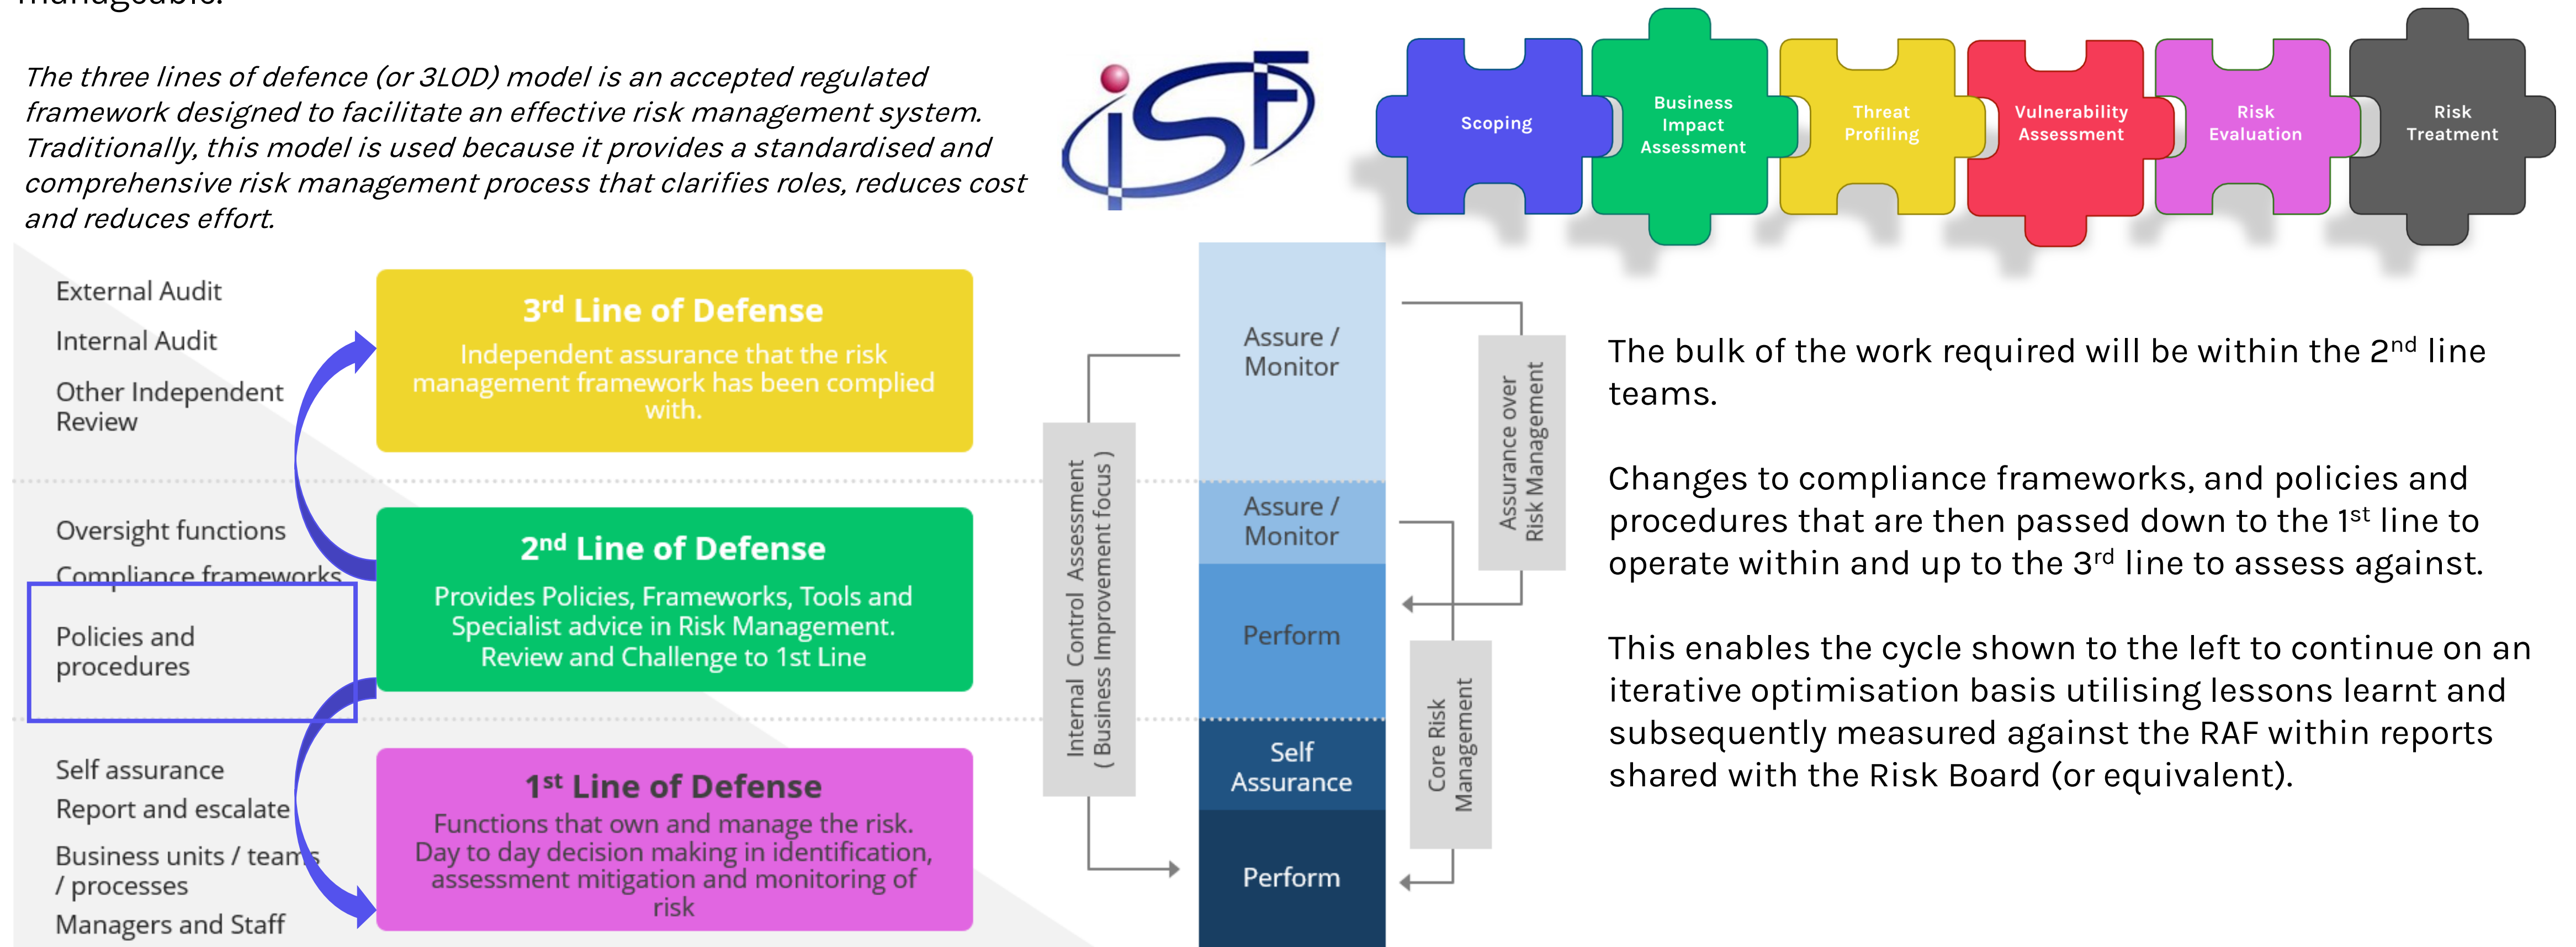 manageable.
The three lines of defence (or 3LOD) model is an accepted regulated
framework designed to facilitate an effective risk management system.
Traditionally, this model is used because it provides a standardised and
comprehensive risk management process that clarifies roles, reduces cost
and reduces effort.
iSF
Scoping
Business
Impact
Assessment
Threat
Profiling
Vulnerability
Assessment
Risk
Evaluation
Risk
Treatment
External Audit
Internal Audit
Other Independent
Review
3rd Line of Defense
Independent assurance that the risk
management framework has been complied
with.
Oversight functions
Compliance frameworks
Policies and
procedures
2nd Line of Defense
Provides Policies, Frameworks, Tools and
Specialist advice in Risk Management.
Review and Challenge to 1st Line
Self assurance
Report and escalate
Business units / teams
/ processes
Managers and Staff
1st Line of Defense
Functions that own and manage the risk.
Day to day decision making in identification,
assessment mitigation and monitoring of
risk
Internal Control Assessment
( Business Improvement focus )
Assure /
Monitor
Assure /
Monitor
Perform
Self
Assurance
Perform
Assurance over
Risk Management
Core Risk
Management
The bulk of the work required will be within the 2nd line
teams.
Changes to compliance frameworks, and policies and
procedures that are then passed down to the 1st line to
operate within and up to the 3rd line to assess against.
This enables the cycle shown to the left to continue on an
iterative optimisation basis utilising lessons learnt and
subsequently measured against the RAF within reports
shared with the Risk Board (or equivalent).